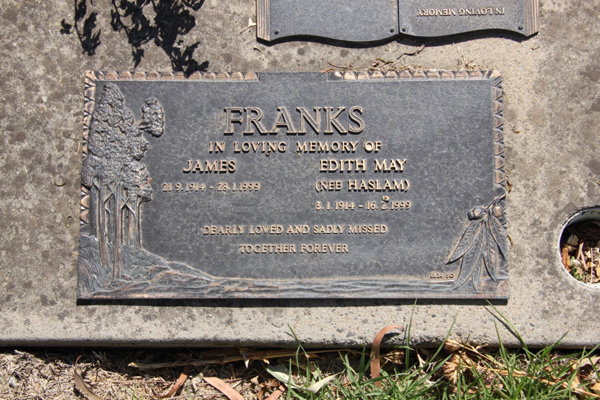 IN LOVING MEMORY
FRANKS
IN LOVING MEMORY OF
JAMES EDITH MAY
21.9.1914 - 28.1.1999 (NEE HASLAM)
3.1.1914 - 16.2.1999
DEARLY LOVED AND SADLY MISSED
TOGETHER FOREVER